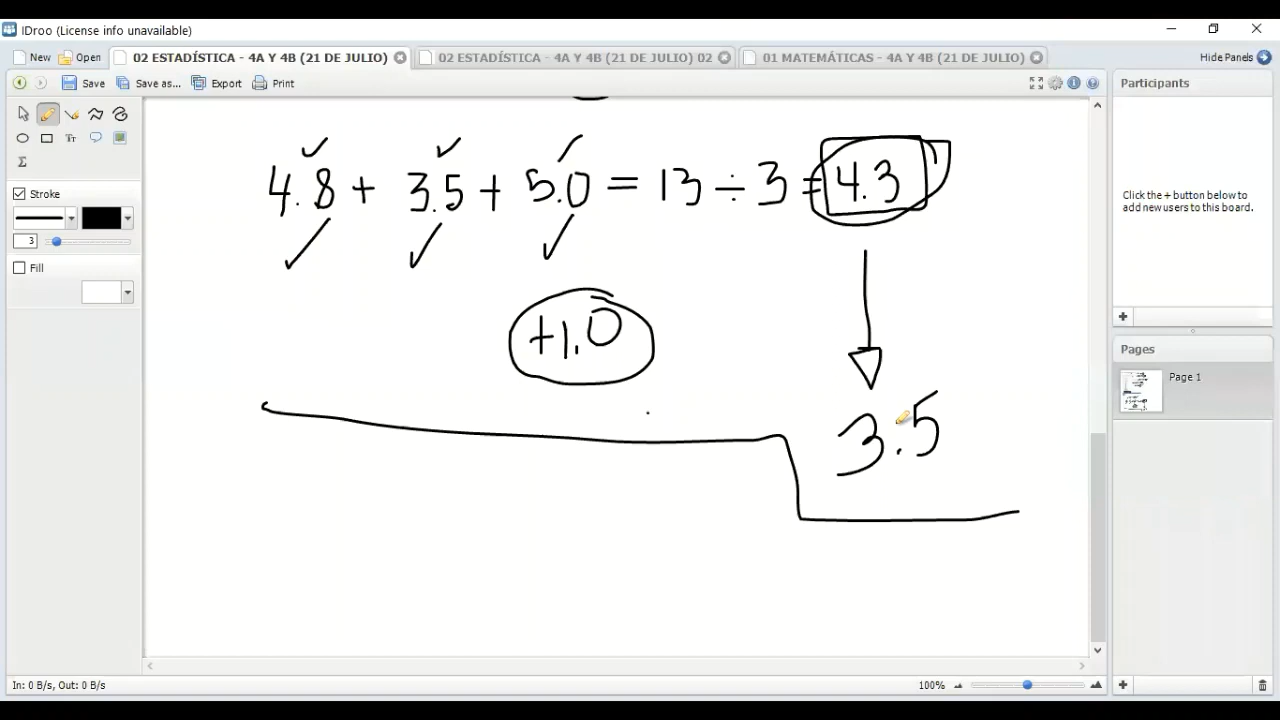 IDroo (License info unavailable)
New Open 02 ESTADÍSTICA - 4A Y 4B (21 DE JULIO) 02 ESTADÍSTICA - 4A Y 4B (21 DE JULIO) 02 01 MATEMÁTICAS - 4A Y 4B (21 DE JULIO) Hide Panels
Save Save as... Export Print
Participants
Tт
Σ
Stroke
3
Fill
4.8 + 3.5 + 5.0 = 13 ÷ 3 = 4.3
+1.0
3.5
Click the + button below to
add new users to this board.
Pages
Page 1
In: 0 B/s, Out: 0 B/s
100%